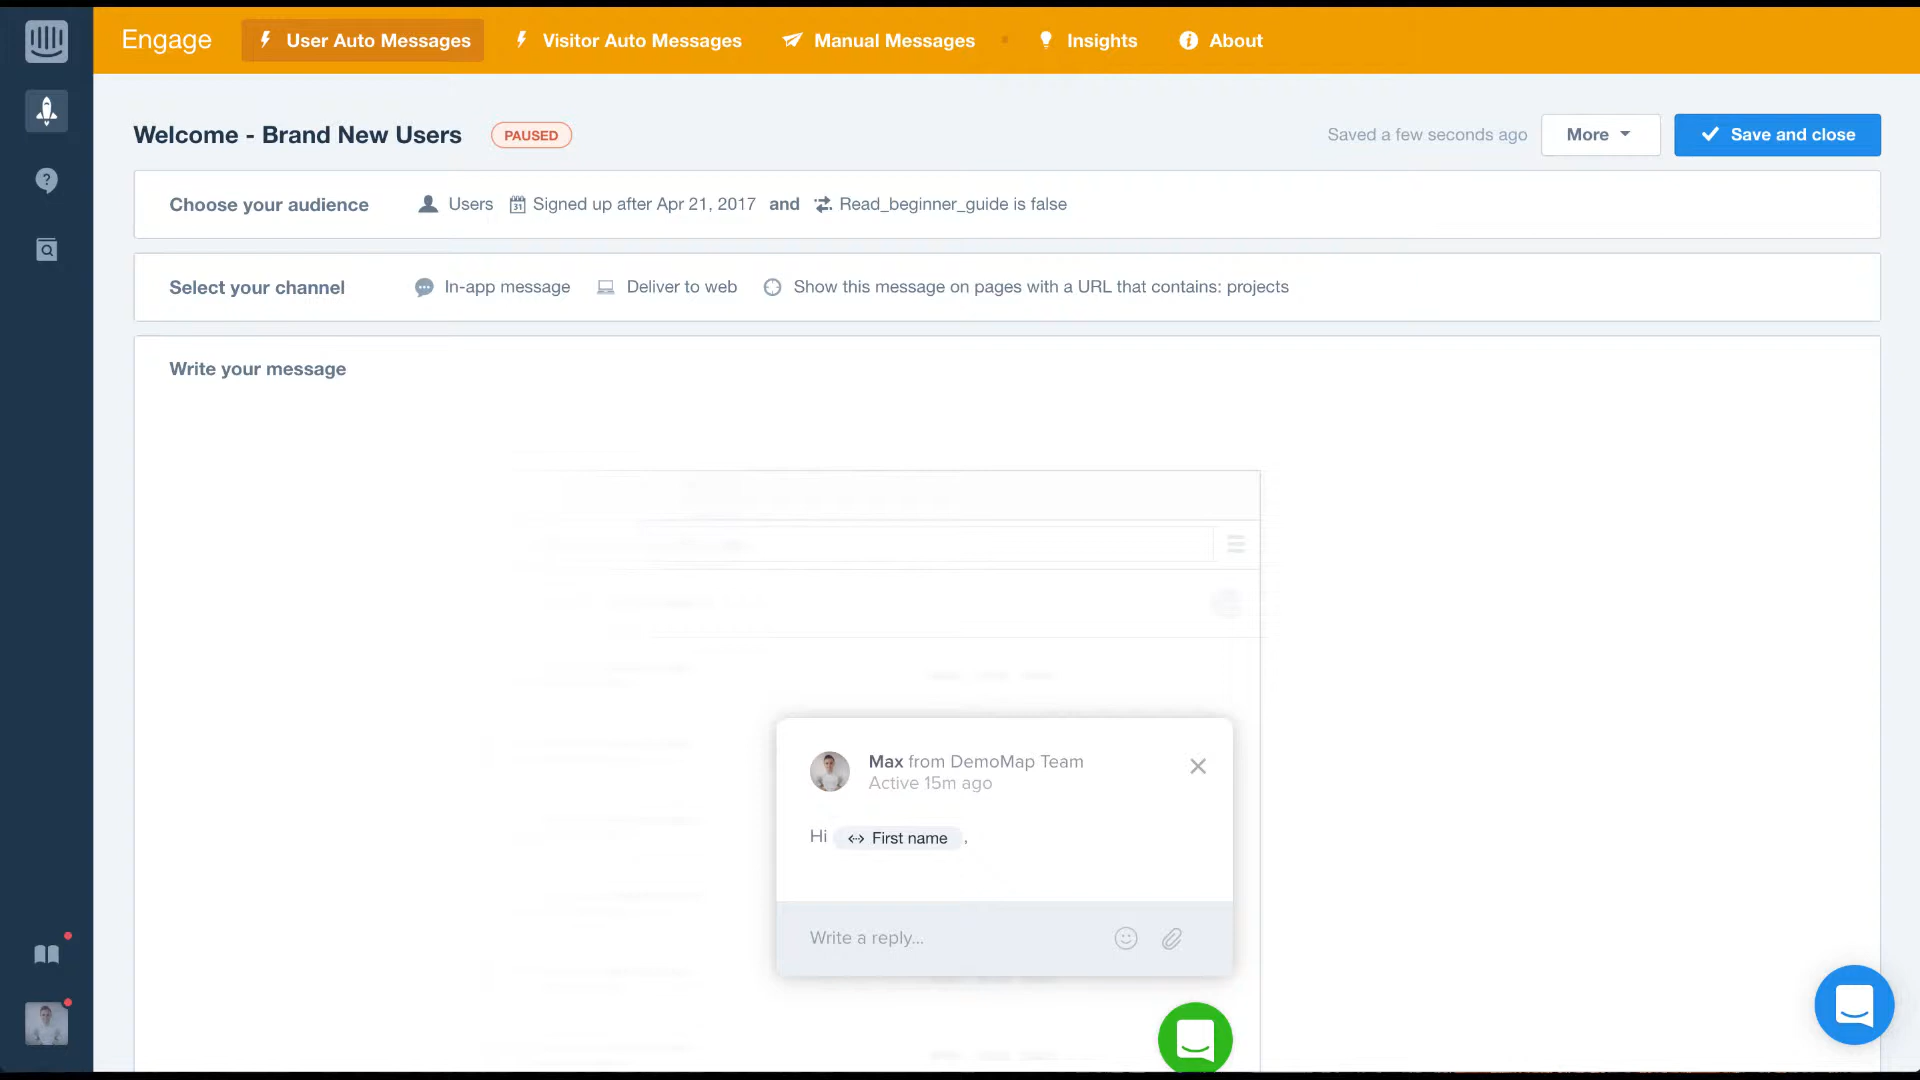 Engage User Auto Messages Visitor Auto Messages Manual Messages Insights About
Welcome - Brand New Users PAUSED Saved a few seconds ago More Save and close
Choose your audience Users 31 Signed up after Apr 21, 2017 and Read_beginner_guide is false
Select your channel In-app message Deliver to web Show this message on pages with a URL that contains: projects
Write your message
Max from DemoMap Team
Active 15m ago
Hi First name ,
Write a reply...